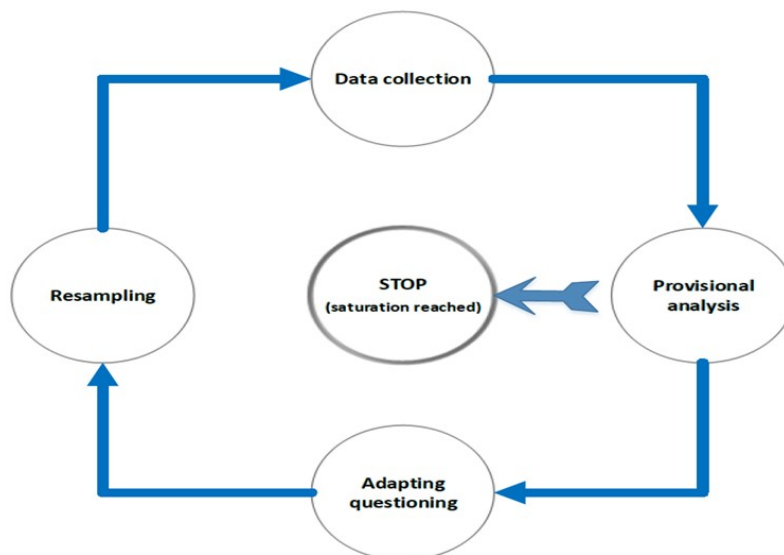 Data collection
Resampling
STOP
(saturation reached)
Provisional
analysis
Adapting
questioning